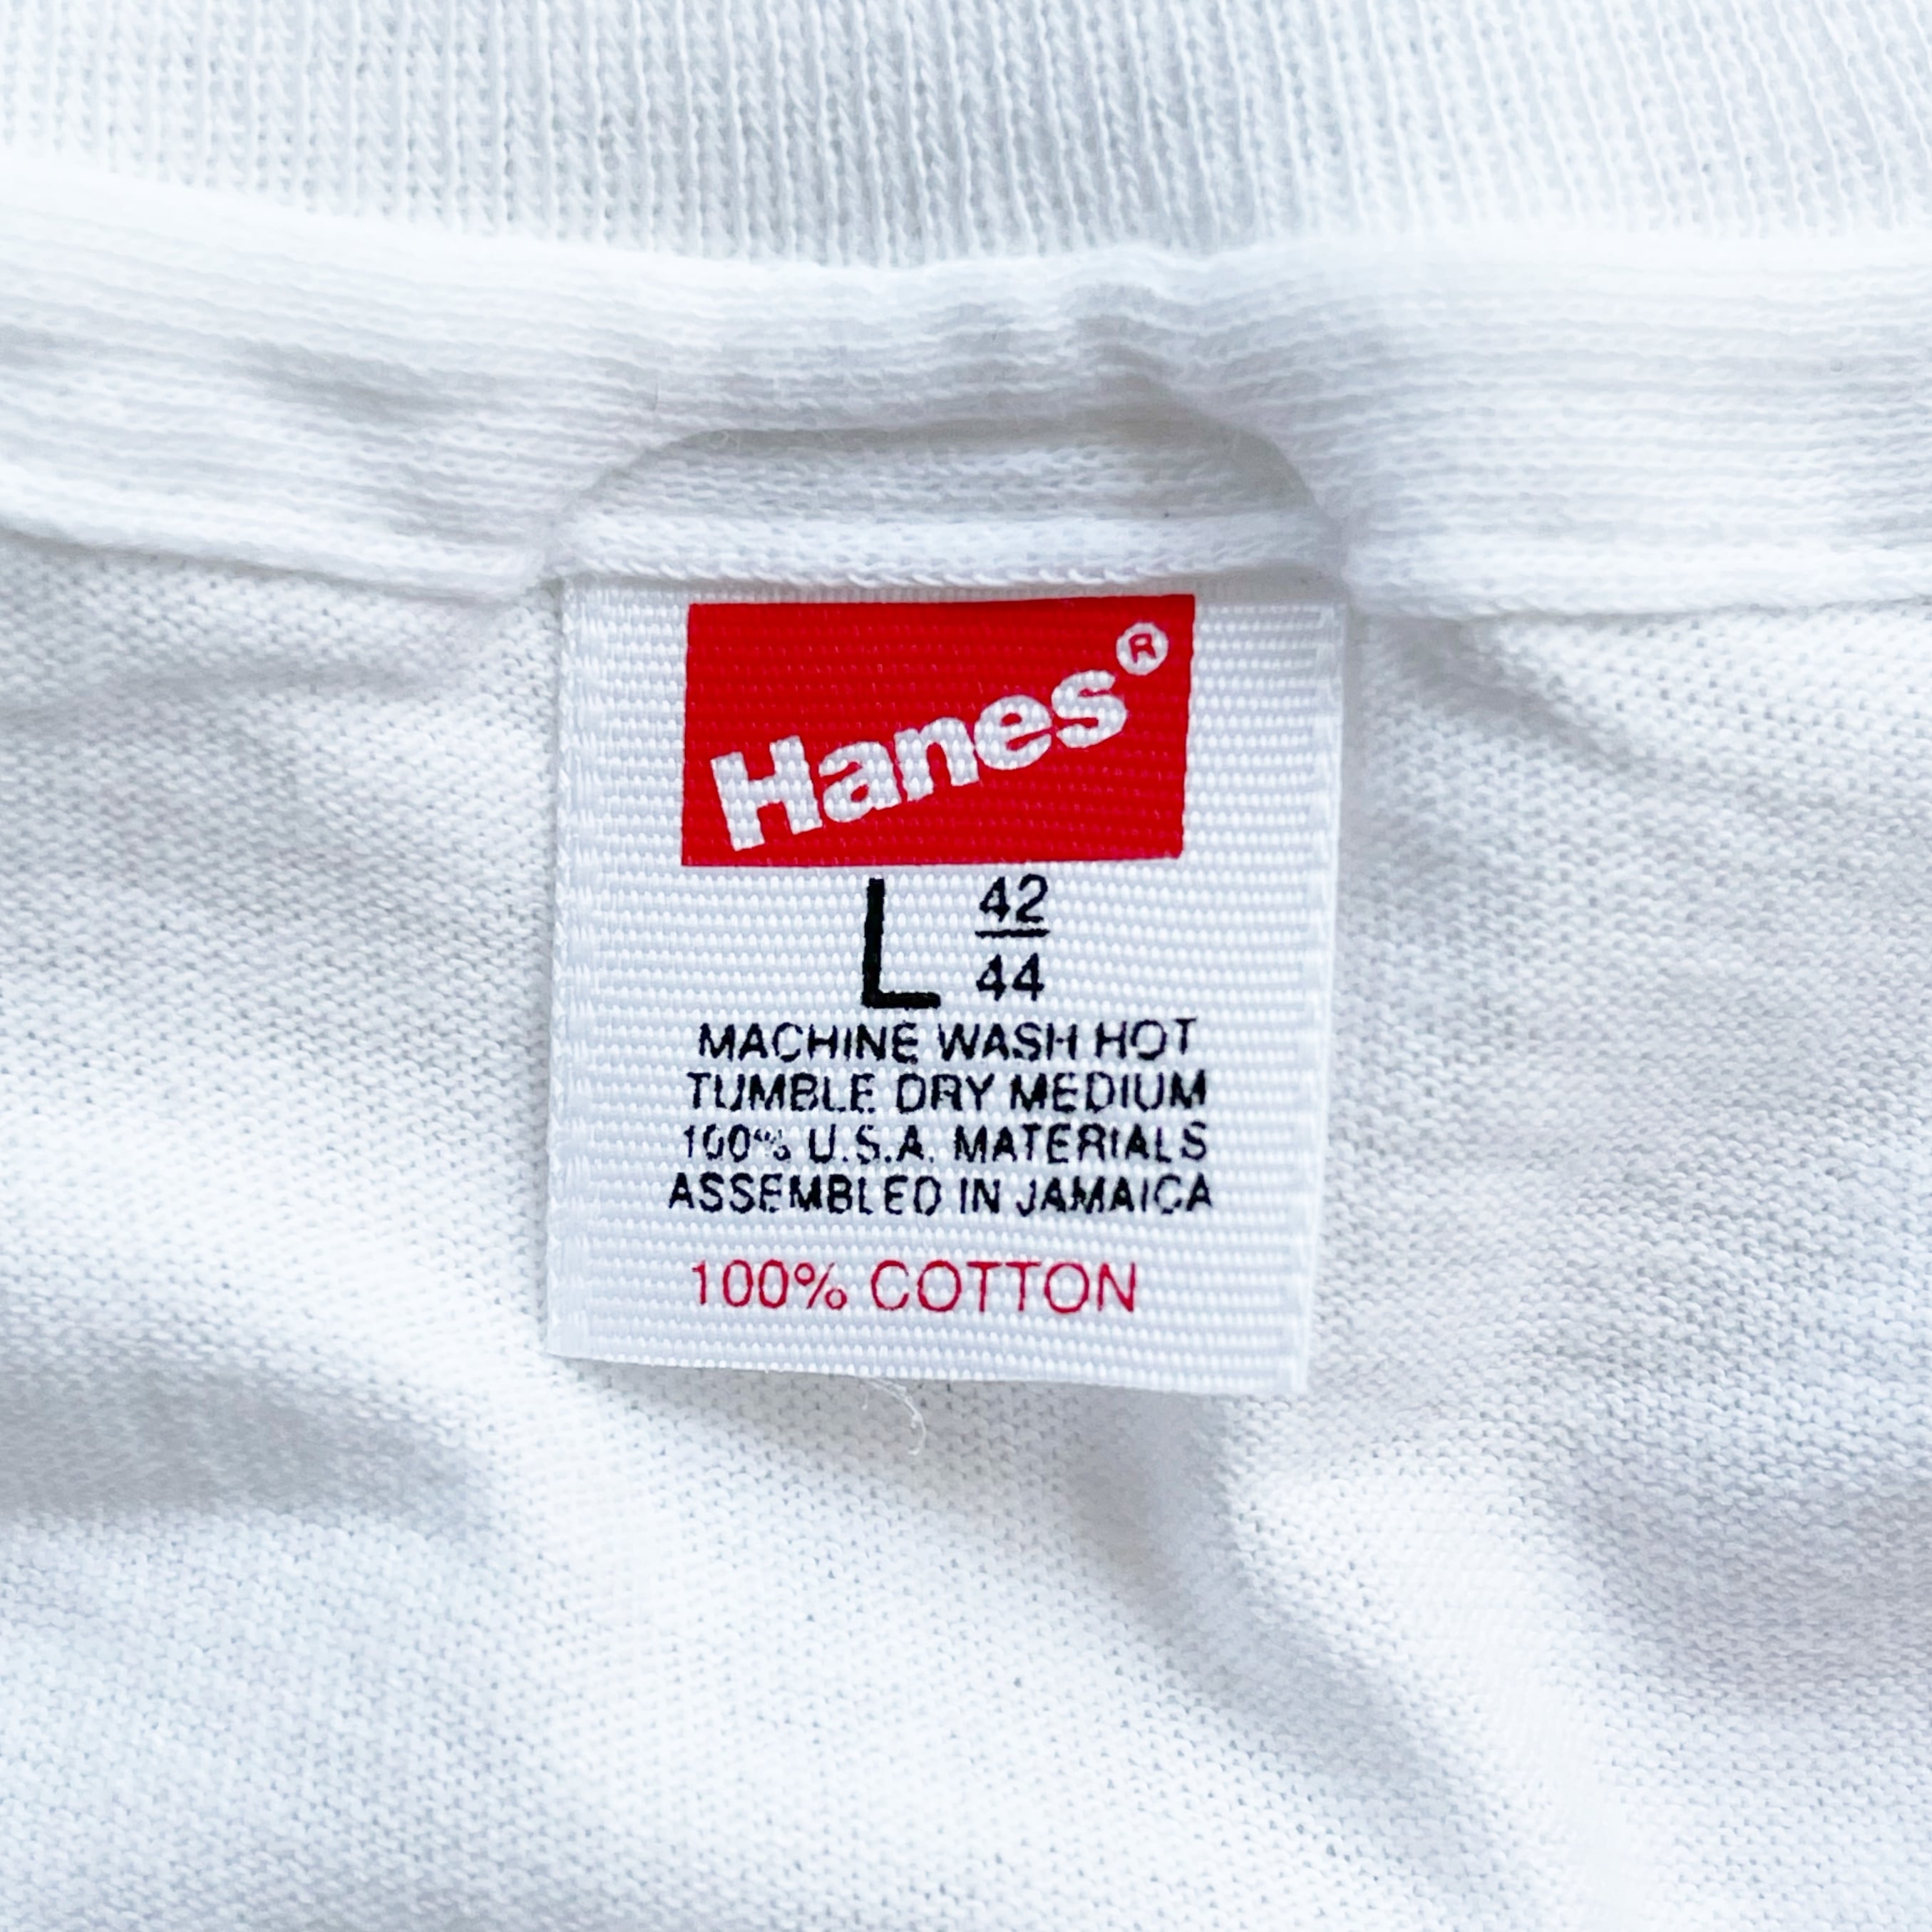 Hanes®
L 42/44
MACHINE WASH HOT
TUMBLE DRY MEDIUM
100% U.S.A. MATERIALS
ASSEMBLED IN JAMAICA
100% COTTON